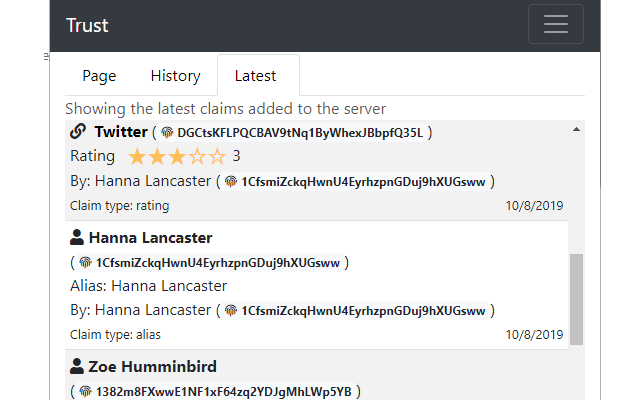 Trust
Page History Latest
Showing the latest claims added to the server
Twitter ( DGCtsKFLPQCBAV9tNq1ByWhexJBbpfQ35L )
Rating 3
By: Hanna Lancaster ( 1CfsmiZckqHwnU4EyrhzpnGDuj9hXUGsww )
Claim type: rating 10/8/2019
Hanna Lancaster
( 1CfsmiZckqHwnU4EyrhzpnGDuj9hXUGsww )
Alias: Hanna Lancaster
By: Hanna Lancaster ( 1CfsmiZckqHwnU4EyrhzpnGDuj9hXUGsww )
Claim type: alias 10/8/2019
Zoe Humminbird
( 1382m8FXwwE1NF1xF64zq2YDJgMhLWp5YB )